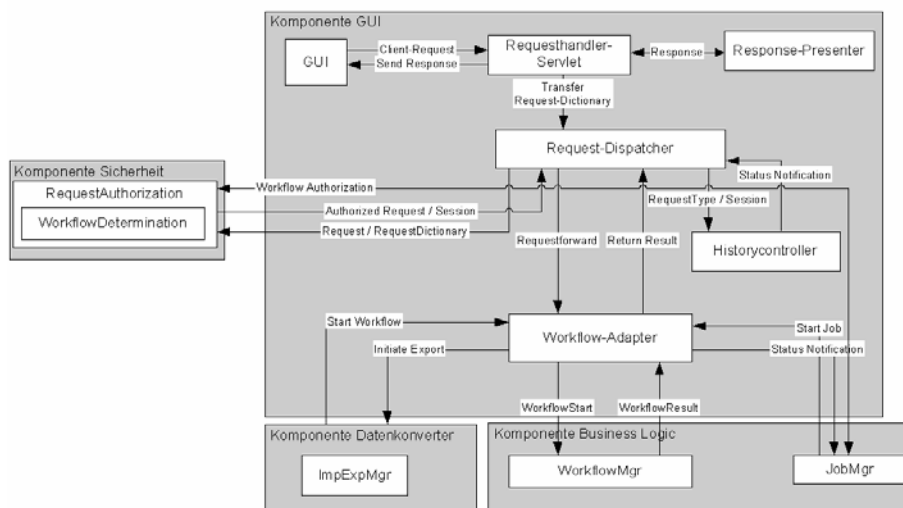 Komponente GUI
GUI
Client-Request
Send Response
Requesthandler-
Servlet
Response
Response-Presenter
Transfer
Request-Dictionary
Request-Dispatcher
Komponente Sicherheit
RequestAuthorization
WorkflowDetermination
Workflow Authorization
Status Notification
Authorized Request / Session
RequestType / Session
Request / RequestDictionary
Requestforward
Return Result
Historycontroller
Start Workflow
Workflow-Adapter
Start Job
Initiate Export
Status Notification
WorkflowStart
WorkflowResult
Komponente Datenkonverter
ImpExpMgr
Komponente Business Logic
WorkflowMgr
JobMgr